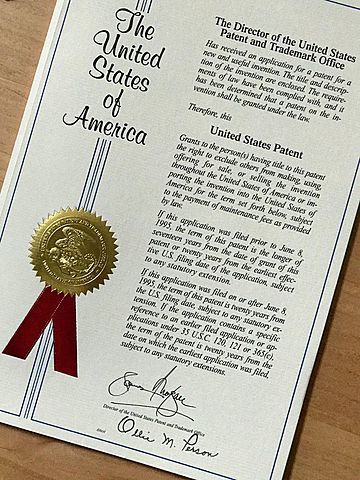 The
United
States
of
America
The Director of the United States
Patent and Trademark Office
Has received an application for a patent for a
new and useful invention. The title and descrip-
tion of the invention are enclosed. The require-
ments of law have been complied with, and it
has been determined that a patent on the in-
vention shall be granted under the law.
Therefore, this
United States Patent
Grants to the person(s) having title to this patent
the right to exclude others from making, using,
offering for sale, or selling the invention
throughout the United States of America or im-
porting the invention into the United States of
America for the term set forth below, subject
to the payment of maintenance fees as provided
by law.
If this application was filed prior to June 8,
1995, the term of this patent is the longer of
seventeen years from the date of grant of this
patent or twenty years from the earliest effec-
tive U.S. filing date of the application, subject
to any statutory extension.
If this application was filed on or after June 8,
1995, the term of this patent is twenty years from
the U.S. filing date, subject to any statutory ex-
tension. If the application contains a specific
reference to an earlier filed application or ap-
plications under 35 U.S.C. 120, 121 or 365(c),
the term of the patent is twenty years from the
date on which the earliest application was filed,
subject to any statutory extensions.
Director of the United States Patent and Trademark Office
Ollie M. Person
Attest